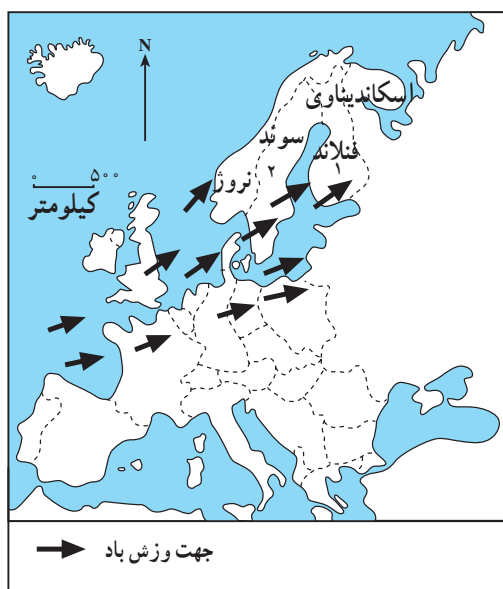 N
اسکاندیناوی
سوئد
۲
فنلاند
۱
نروژ
۰ ۵۰۰
کیلومتر
جهت وزش باد